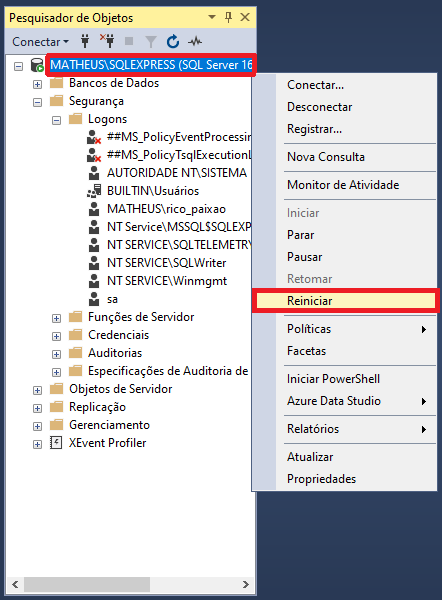 Pesquisador de Objetos
Conectar
MATHEUS\SQLEXPRESS (SQL Server 16
Bancos de Dados
Segurança
Logons
##MS_PolicyEventProcessin
##MS_PolicyTsqlExecutionL
AUTORIDADE NT\SISTEMA
BUILTIN\Usuários
MATHEUS\rico_paixao
NT Service\MSSQL$SQLEXP
NT SERVICE\SQLTELEMETRY
NT SERVICE\SQLWriter
NT SERVICE\Winmgmt
sa
Funções de Servidor
Credenciais
Auditorias
Especificações de Auditoria de
Objetos de Servidor
Replicação
Gerenciamento
XEvent Profiler
Conectar...
Desconectar
Registrar...
Nova Consulta
Monitor de Atividade
Iniciar
Parar
Pausar
Retomar
Reiniciar
Políticas
Facetas
Iniciar PowerShell
Azure Data Studio
Relatórios
Atualizar
Propriedades